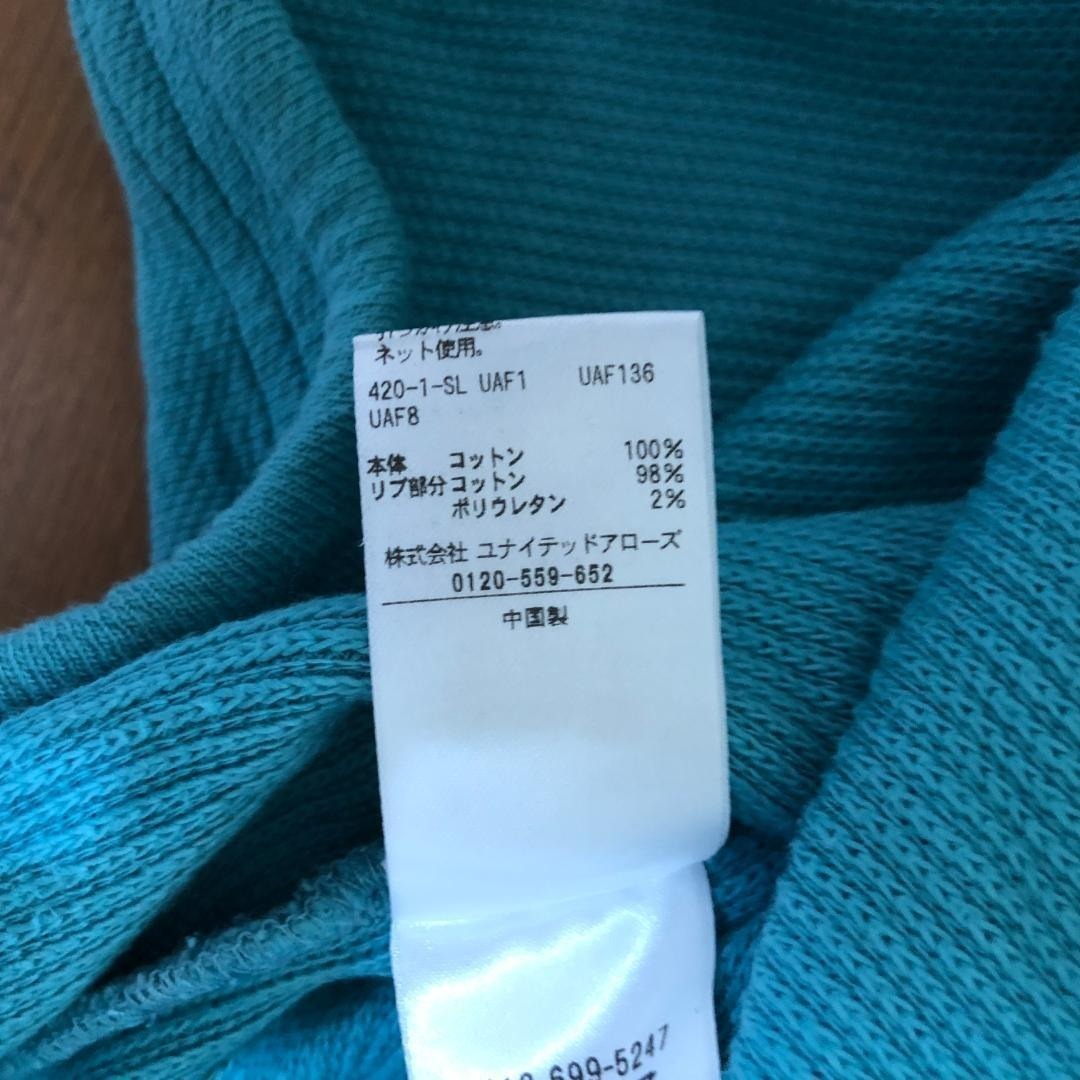 ネット使用。
420-1-SL UAF1 UAF136
UAF8
本体 コットン 100%
リブ部分 コットン 98%
ポリウレタン 2%
株式会社 ユナイテッドアローズ
0120-559-652
中国製
699-5247